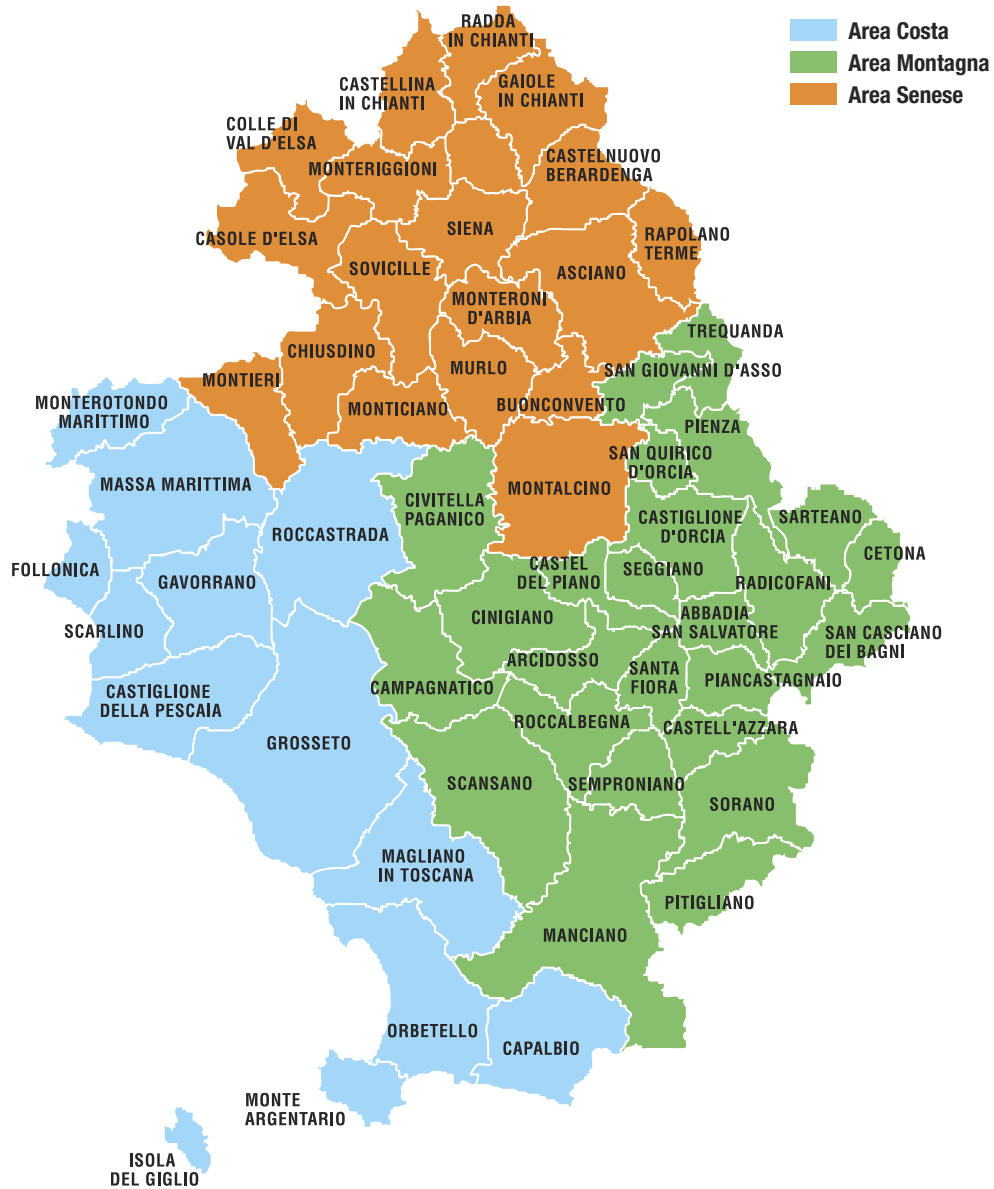 RADDA
IN CHIANTI
Area Costa
Area Montagna
Area Senese
CASTELLINA
IN CHIANTI
GAIOLE
IN CHIANTI
COLLE DI
VAL D'ELSA
MONTERIGGIONI
CASTELNUOVO
BERARDENGA
CASOLE D'ELSA
SIENA
RAPOLANO
TERME
SOVICILLE
ASCIANO
MONTERONI
D'ARBIA
TREQUANDA
CHIUSDINO
MURLO
SAN GIOVANNI D'ASSO
MONTIERI
MONTEROTONDO
MARITTIMO
MONTICIANO
BUONCONVENTO
PIENZA
SAN QUIRICO
D'ORCIA
MASSA MARITTIMA
MONTALCINO
CIVITELLA
PAGANICO
ROCCASTRADA
CASTIGLIONE
D'ORCIA
SARTEANO
CETONA
FOLLONICA
GAVORRANO
CASTEL
DEL PIANO
SEGGIANO
RADICOFANI
SCARLINO
CINIGIANO
ABBADIA
SAN SALVATORE
SAN CASCIANO
DEI BAGNI
ARCIDOSSO
SANTA
FIORA
CASTIGLIONE
DELLA PESCAIA
CAMPAGNATICO
PIANCASTAGNAIO
ROCCALBEGNA
CASTELL'AZZARA
GROSSETO
SCANSANO
SEMPRONIANO
SORANO
MAGLIANO
IN TOSCANA
PITIGLIANO
MANCIANO
ORBETELLO
CAPALBIO
MONTE
ARGENTARIO
ISOLA
DEL GIGLIO